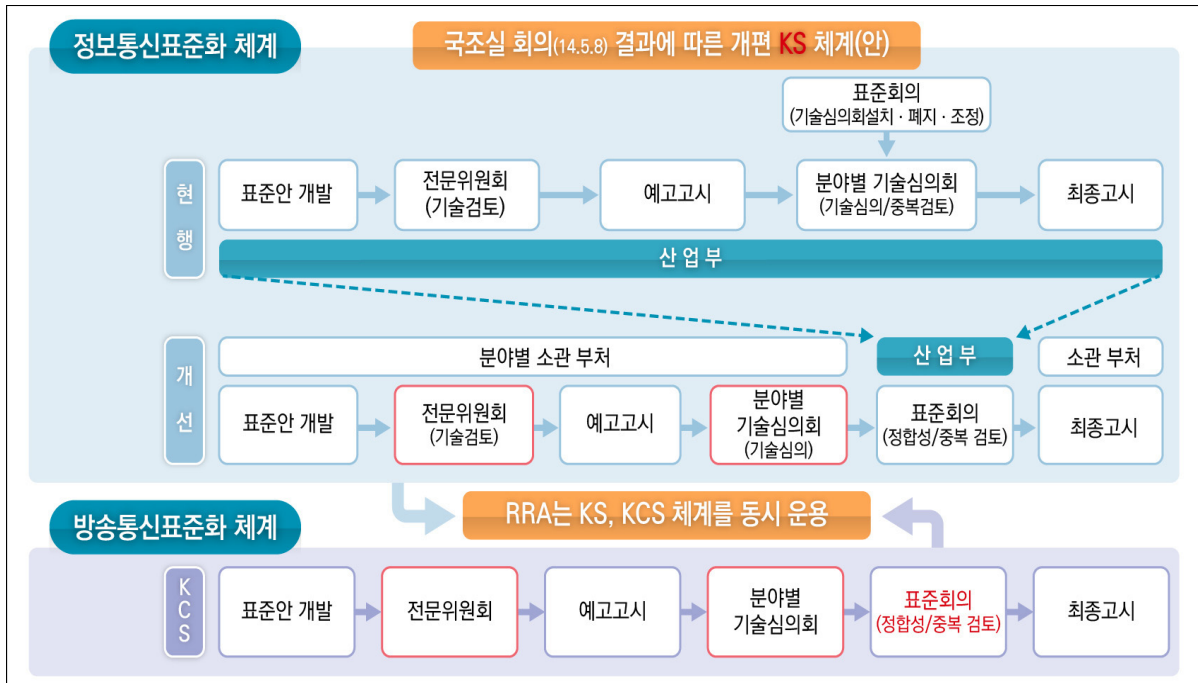 정보통신표준화 체계
국조실 회의(14.5.8) 결과에 따른 개편 KS 체계(안)
표준회의
(기술심의회설치·폐지·조정)
현행
표준안 개발
전문위원회
(기술검토)
예고고시
분야별 기술심의회
(기술심의/중복검토)
최종고시
산 업 부
개선
분야별 소관 부처
산 업 부
소관 부처
표준안 개발
전문위원회
(기술검토)
예고고시
분야별
기술심의회
(기술심의)
표준회의
(정합성/중복 검토)
최종고시
RRA는 KS, KCS 체계를 동시 운용
방송통신표준화 체계
KCS
표준안 개발
전문위원회
예고고시
분야별
기술심의회
표준회의
(정합성/중복 검토)
최종고시